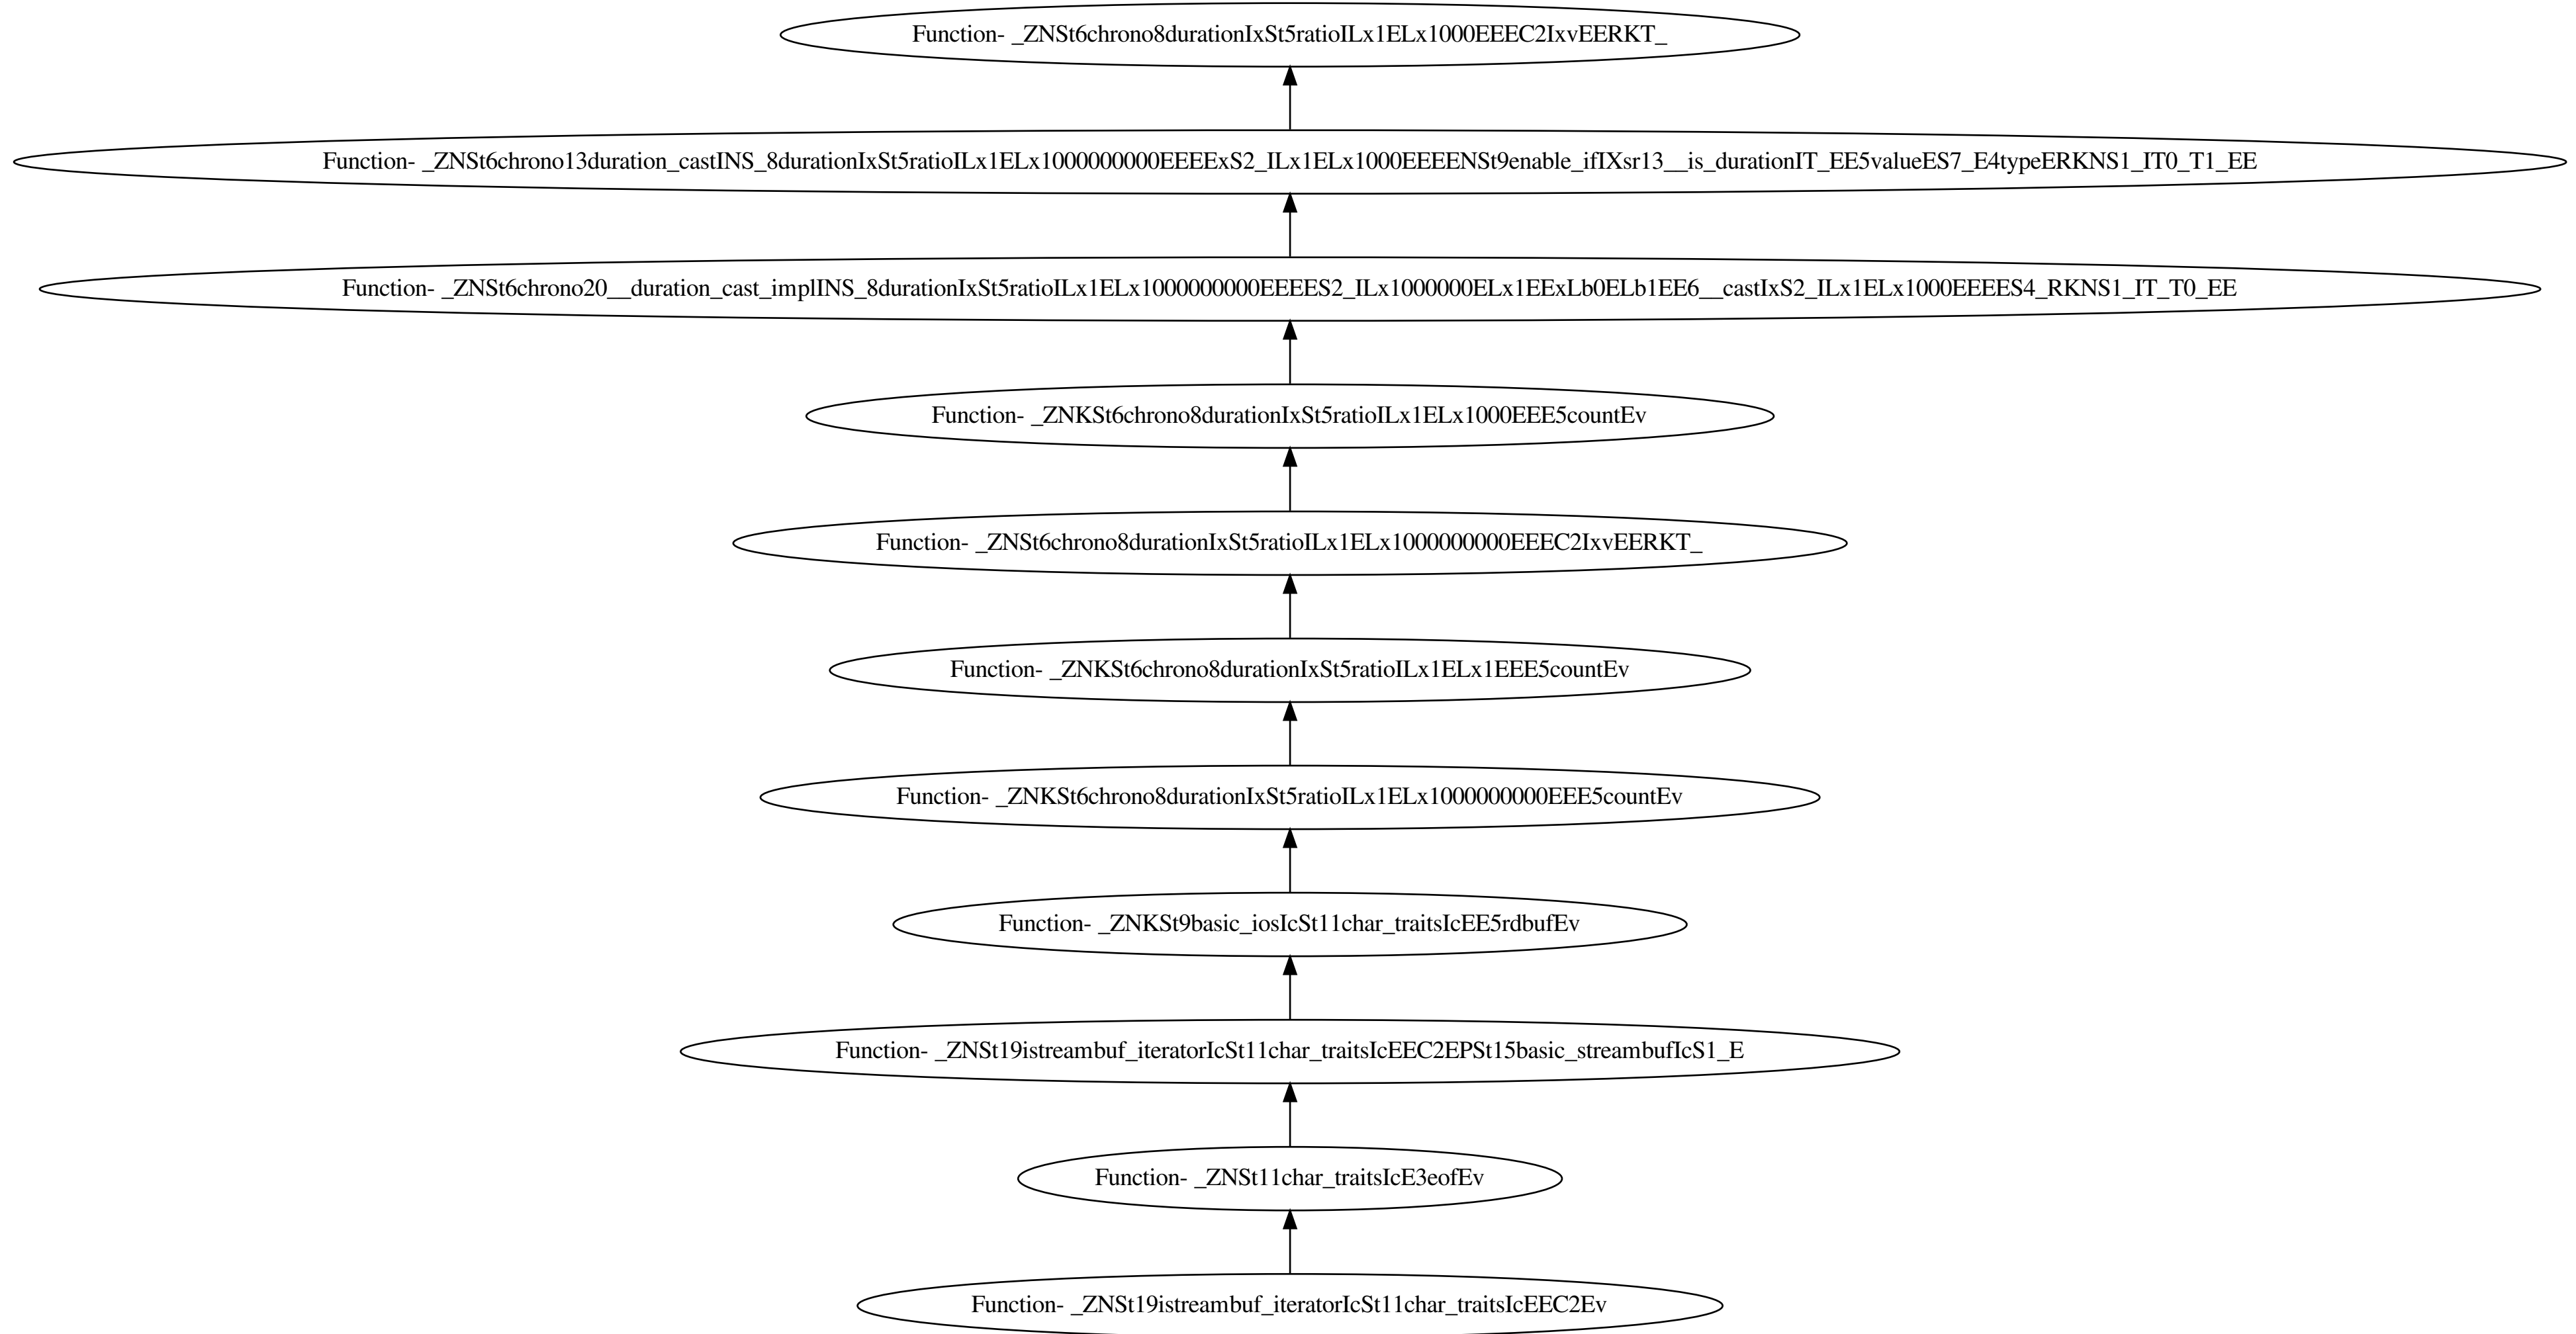 Function- _ZNSt6chrono8durationIxSt5ratioILx1ELx1000EEEC2IxvEERKT_
Function- _ZNSt6chrono13duration_castINS_8durationIxSt5ratioILx1ELx1000000000EEEExS2_ILx1ELx1000EEEENSt9enable_ifIXsr13__is_durationIT_EE5valueES7_E4typeERKNS1_IT0_T1_EE
Function- _ZNSt6chrono20__duration_cast_implINS_8durationIxSt5ratioILx1ELx1000000000EEEES2_ILx1000000ELx1EExLb0ELb1EE6__castIxS2_ILx1ELx1000EEEES4_RKNS1_IT_T0_EE
Function- _ZNKSt6chrono8durationIxSt5ratioILx1ELx1000EEE5countEv
Function- _ZNSt6chrono8durationIxSt5ratioILx1ELx1000000000EEEC2IxvEERKT_
Function- _ZNKSt6chrono8durationIxSt5ratioILx1ELx1EEE5countEv
Function- _ZNKSt6chrono8durationIxSt5ratioILx1ELx1000000000EEE5countEv
Function- _ZNKSt9basic_iosIcSt11char_traitsIcEE5rdbufEv
Function- _ZNSt19istreambuf_iteratorIcSt11char_traitsIcEEC2EPSt15basic_streambufIcS1_E
Function- _ZNSt11char_traitsIcE3eofEv
Function- _ZNSt19istreambuf_iteratorIcSt11char_traitsIcEEC2Ev